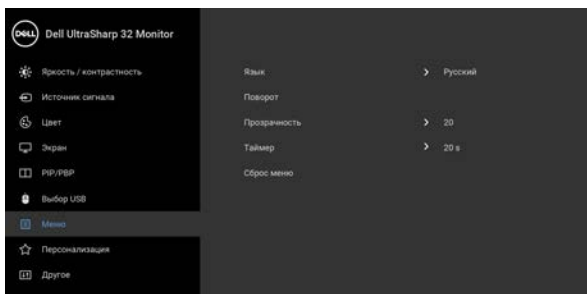 DELL Dell UltraSharp 32 Monitor
Яркость / контрастность
Источник сигнала
Цвет
Экран
PIP/PBP
Выбор USB
Меню
Персонализация
Другое
Язык Русский
Поворот
Прозрачность 20
Таймер 20 s
Сброс меню